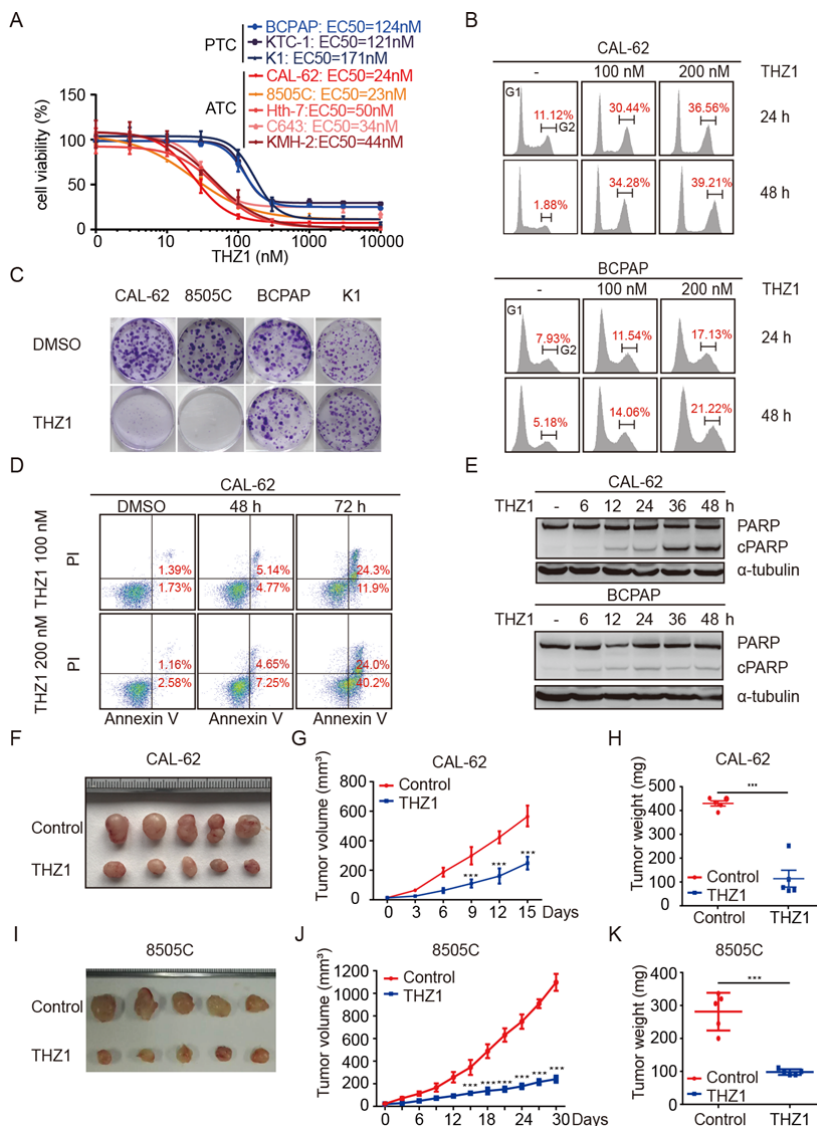 A
PTC
BCPAP: EC50=124nM
KTC-1: EC50=121nM
K1: EC50=171nM
ATC
CAL-62: EC50=24nM
8505C: EC50=23nM
Hth-7:EC50=50nM
C643: EC50=34nM
KMH-2:EC50=44nM
cell viability (%)
150
100
50
0
0 10 100 1000 10000
THZ1 (nM)
B
CAL-62
- 100 nM 200 nM THZ1
G1 11.12% G2 30.44% 36.56% 24 h
1.88% 34.28% 39.21% 48 h
BCPAP
- 100 nM 200 nM THZ1
G1 7.93% G2 11.54% 17.13% 24 h
5.18% 14.06% 21.22% 48 h
C
CAL-62 8505C BCPAP K1
DMSO
THZ1
D
CAL-62
DMSO 48 h 72 h
THZ1 100 nM
PI
1.39% 5.14% 24.3%
1.73% 4.77% 11.9%
THZ1 200 nM
PI
1.16% 4.65% 24.0%
2.58% 7.25% 40.2%
Annexin V Annexin V Annexin V
E
CAL-62
THZ1 - 6 12 24 36 48 h
PARP
cPARP
α-tubulin
BCPAP
THZ1 - 6 12 24 36 48 h
PARP
cPARP
α-tubulin
F
CAL-62
Control
THZ1
G
CAL-62
Tumor volume (mm³)
800
600
400
200
0
Control
THZ1
*** *** ***
0 3 6 9 12 15 Days
H
CAL-62
Tumor weight (mg)
500
400
300
200
100
0
***
Control
THZ1
Control THZ1
I
8505C
Control
THZ1
J
8505C
Tumor volume (mm³)
1200
1000
800
600
400
200
0
Control
THZ1
*** *** *** *** *** ***
0 6 12 18 24 30 Days
K
8505C
Tumor weight (mg)
400
300
200
100
0
***
Control
THZ1
Control THZ1